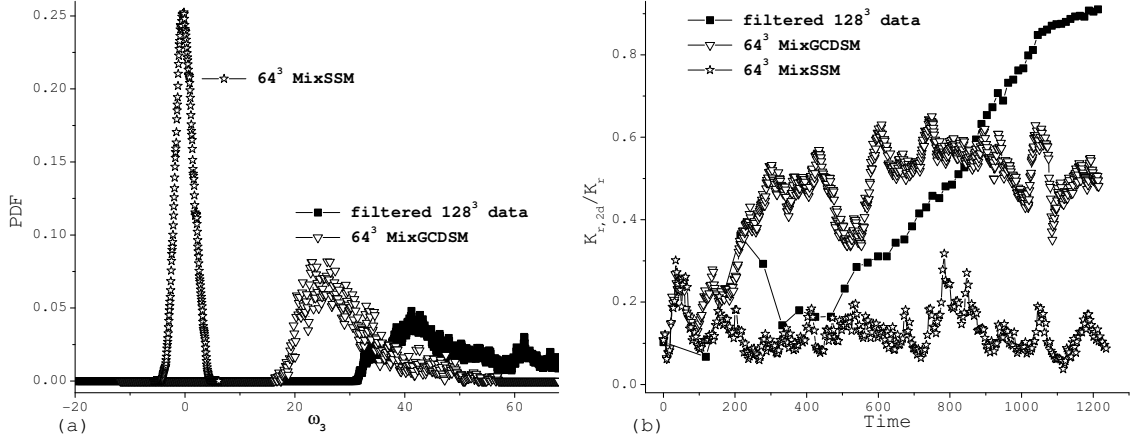 0.25
0.20
0.15
0.10
0.05
0.00
PDF
64³ MixSSM
filtered 128³ data
64³ MixGCDSM
-20
0
20
40
60
ω₃
(a)
0.8
0.6
0.4
0.2
0.0
K_r,2d/K_r
filtered 128³ data
64³ MixGCDSM
64³ MixSSM
0
200
400
600
800
1000
1200
Time
(b)